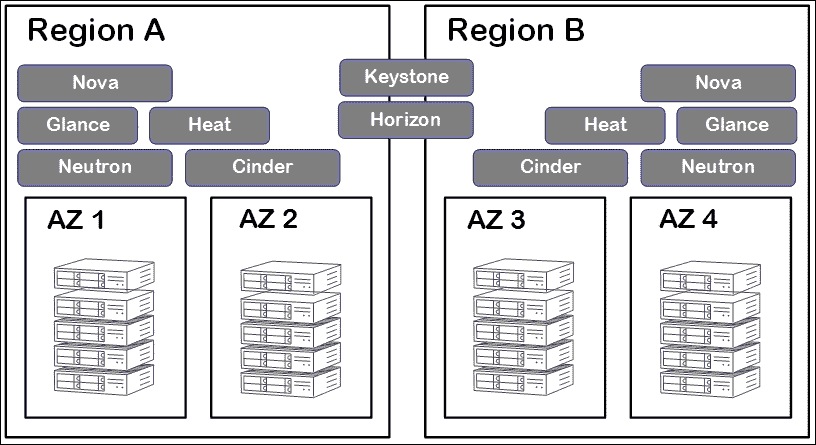 Region A
Region B
Nova
Keystone
Nova
Glance
Heat
Horizon
Heat
Glance
Neutron
Cinder
Cinder
Neutron
AZ 1
AZ 2
AZ 3
AZ 4